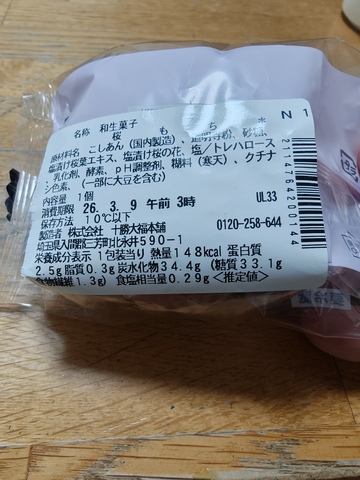 名称 和生菓子
桜もち
原材料名 こしあん（国内製造）、道明寺粉、砂糖、
塩漬け桜葉エキス、塩漬け桜の花、塩／トレハロース
乳化剤、酵素、pH調整剤、糊料（寒天）、クチナ
シ色素、（一部に大豆を含む）
内容量 1個
消費期限 26. 3. 9 午前 3時 UL33
保存方法 10℃以下
製造者 株式会社 十勝大福本舗 0120-258-644
埼玉県入間郡三芳町北永井590-1
栄養成分表示 1包装当り 熱量148kcal 蛋白質
2.5g 脂質0.3g 炭水化物34.4g （糖質33.1g
食物繊維1.3g） 食塩相当量0.29g <推定値>
N 1
2114764200144